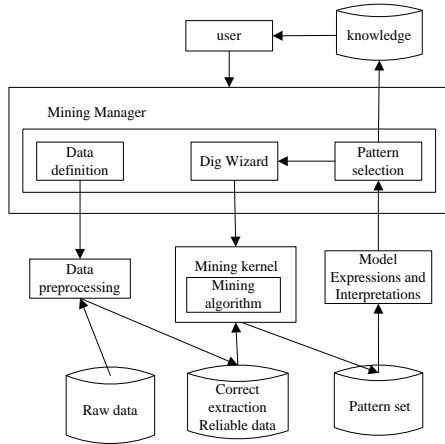 user
knowledge
Mining Manager
Data
definition
Dig Wizard
Pattern
selection
Data
preprocessing
Mining kernel
Mining
algorithm
Model
Expressions and
Interpretations
Raw data
Correct
extraction
Reliable data
Pattern set